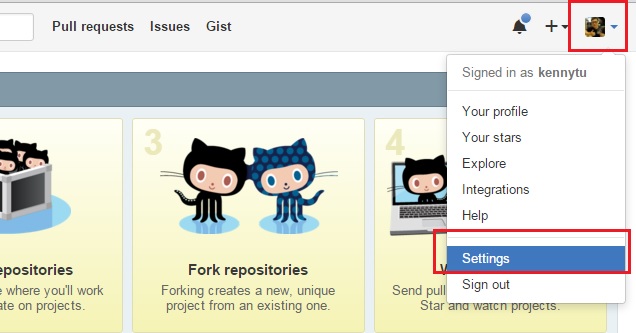 Pull requests Issues Gist
Signed in as kennytu
Your profile
Your stars
Explore
Integrations
Help
Settings
Sign out
3
4
epositories
e where you'll work
ate on projects.
Fork repositories
Forking creates a new, unique
project from an existing one.
W
Send pull
Star and watch projects.